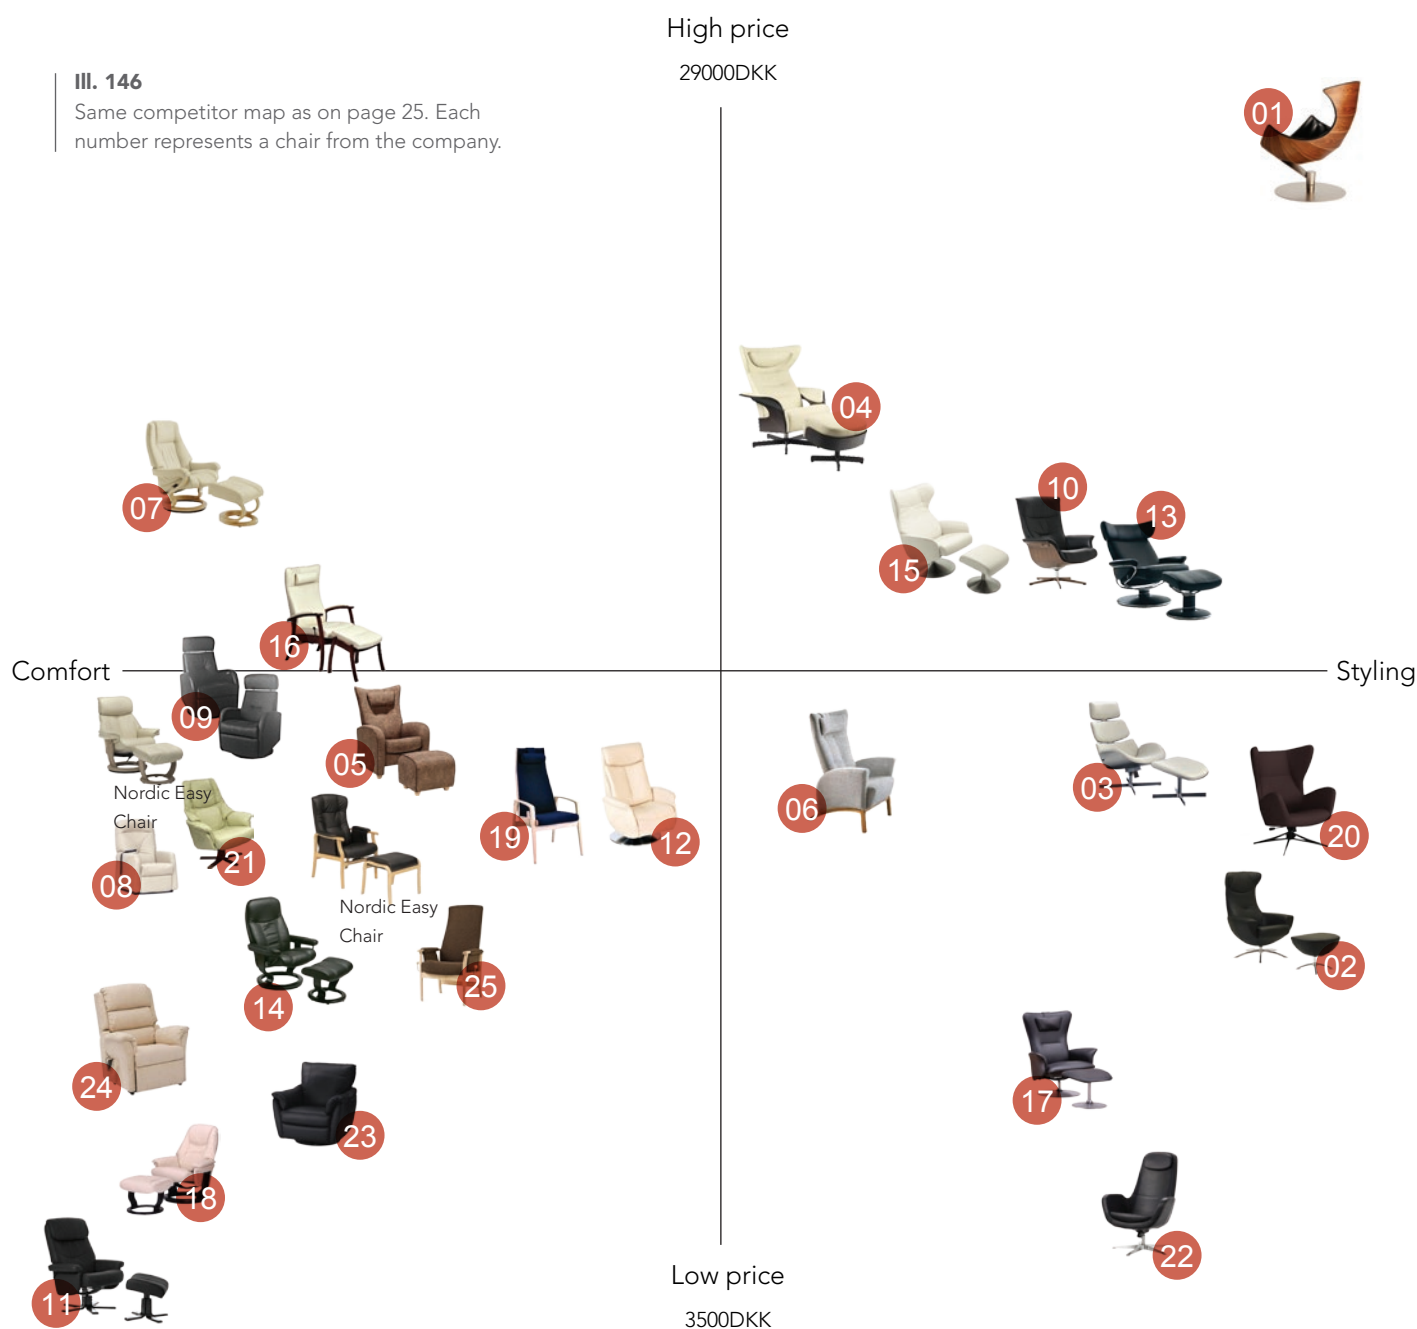 High price
29000DKK
Ill. 146
Same competitor map as on page 25. Each
number represents a chair from the company.
01
04
07
10
13
15
16
Comfort
Styling
09
05
03
Nordic Easy
Chair
06
19
12
20
21
08
Nordic Easy
Chair
02
25
14
24
17
23
18
22
11
Low price
3500DKK